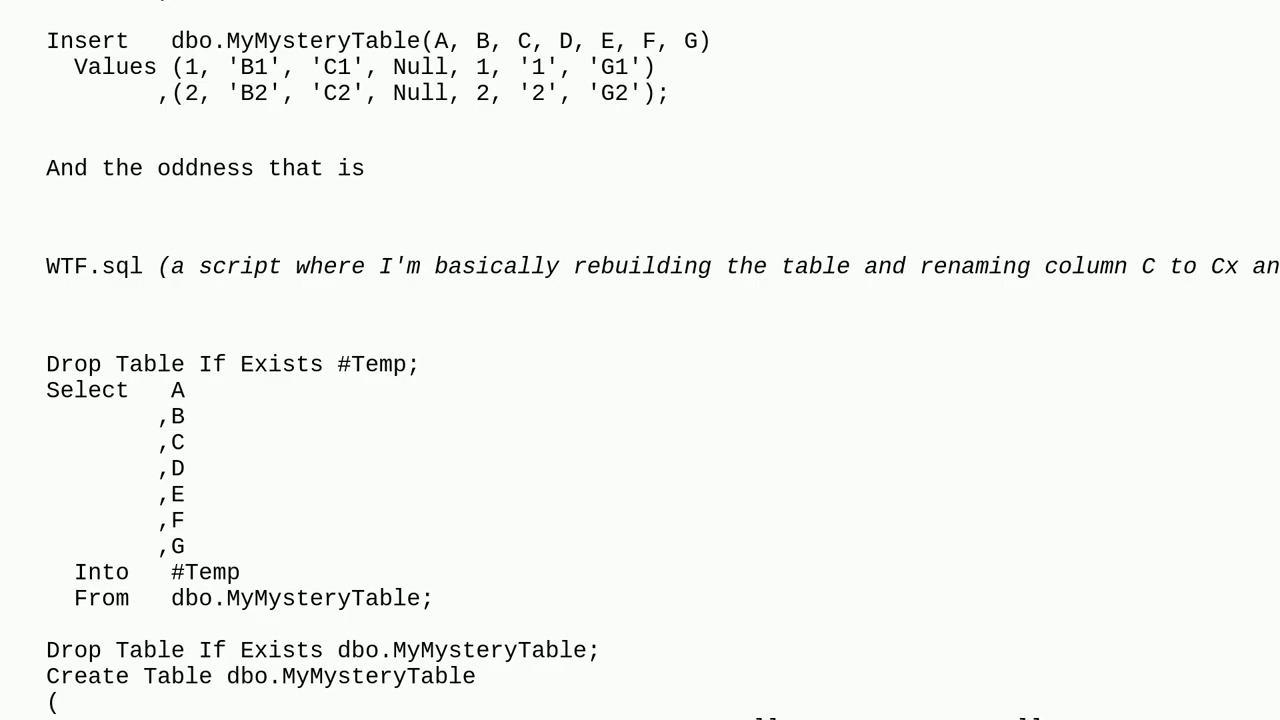 Insert   dbo.MyMysteryTable(A, B, C, D, E, F, G)
  Values (1, 'B1', 'C1', Null, 1, '1', 'G1')
        ,(2, 'B2', 'C2', Null, 2, '2', 'G2');
And the oddness that is
WTF.sql (a script where I'm basically rebuilding the table and renaming column C to Cx an
Drop Table If Exists #Temp;
Select   A
        ,B
        ,C
        ,D
        ,E
        ,F
        ,G
  Into   #Temp
  From   dbo.MyMysteryTable;
Drop Table If Exists dbo.MyMysteryTable;
Create Table dbo.MyMysteryTable
(